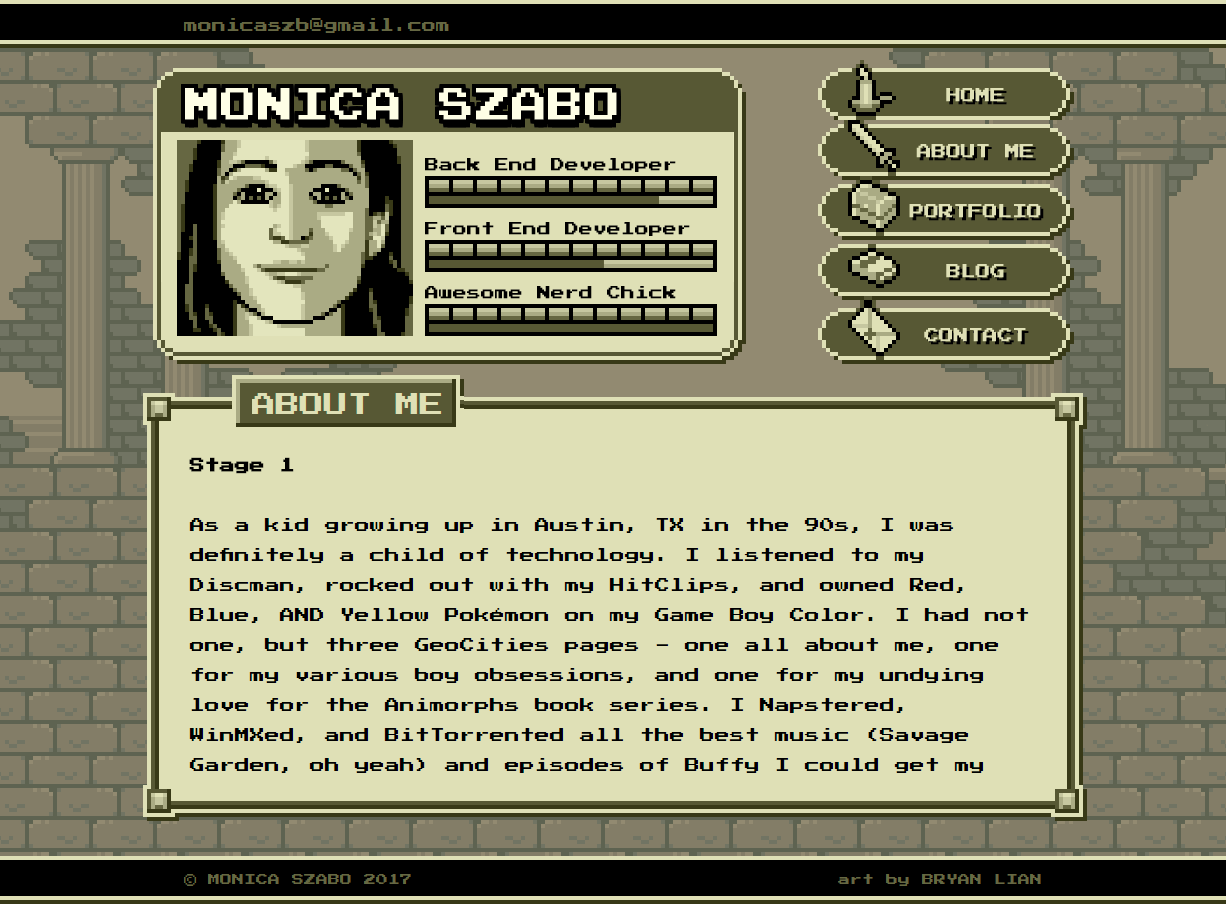 monicaszb@gmail.com
MONICA SZABO
Back End Developer
Front End Developer
Awesome Nerd Chick
HOME
ABOUT ME
PORTFOLIO
BLOG
CONTACT
ABOUT ME
Stage 1
As a kid growing up in Austin, TX in the 90s, I was
definitely a child of technology. I listened to my
Discman, rocked out with my HitClips, and owned Red,
Blue, AND Yellow Pokémon on my Game Boy Color. I had not
one, but three GeoCities pages - one all about me, one
for my various boy obsessions, and one for my undying
love for the Animorphs book series. I Napstered,
WinMXed, and BitTorrented all the best music (Savage
Garden, oh yeah) and episodes of Buffy I could get my
© MONICA SZABO 2017
art by BRYAN LIAN